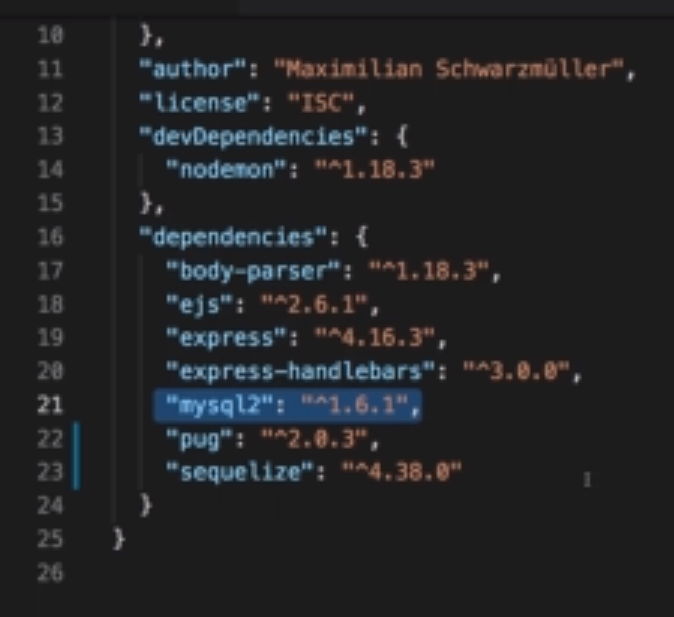 10 },
11 "author": "Maximilian Schwarzmüller",
12 "license": "ISC",
13 "devDependencies": {
14 "nodemon": "^1.18.3"
15 },
16 "dependencies": {
17 "body-parser": "^1.18.3",
18 "ejs": "^2.6.1",
19 "express": "^4.16.3",
20 "express-handlebars": "^3.0.0",
21 "mysql2": "^1.6.1",
22 "pug": "^2.0.3",
23 "sequelize": "^4.38.0"
24 }
25 }
26